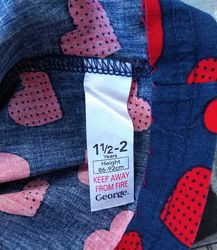 1½-2
Years
Height
86-92cm
KEEP AWAY
FROM FIRE
George.